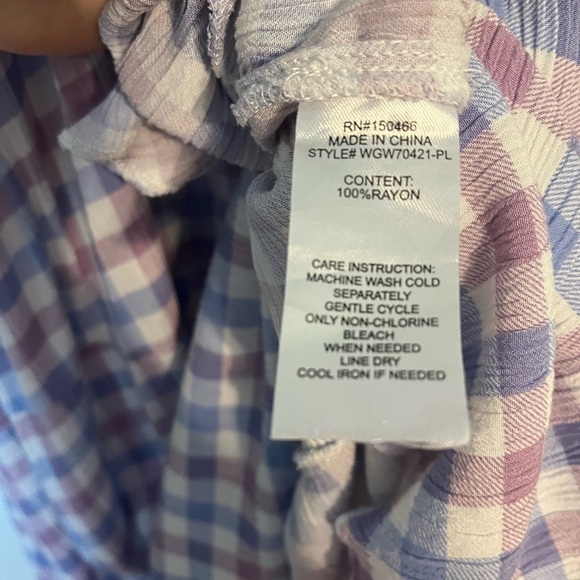 RN#150466
MADE IN CHINA
STYLE# WGW70421-PL
CONTENT:
100%RAYON
CARE INSTRUCTION:
MACHINE WASH COLD
SEPARATELY
GENTLE CYCLE
ONLY NON-CHLORINE
BLEACH
WHEN NEEDED
LINE DRY
COOL IRON IF NEEDED